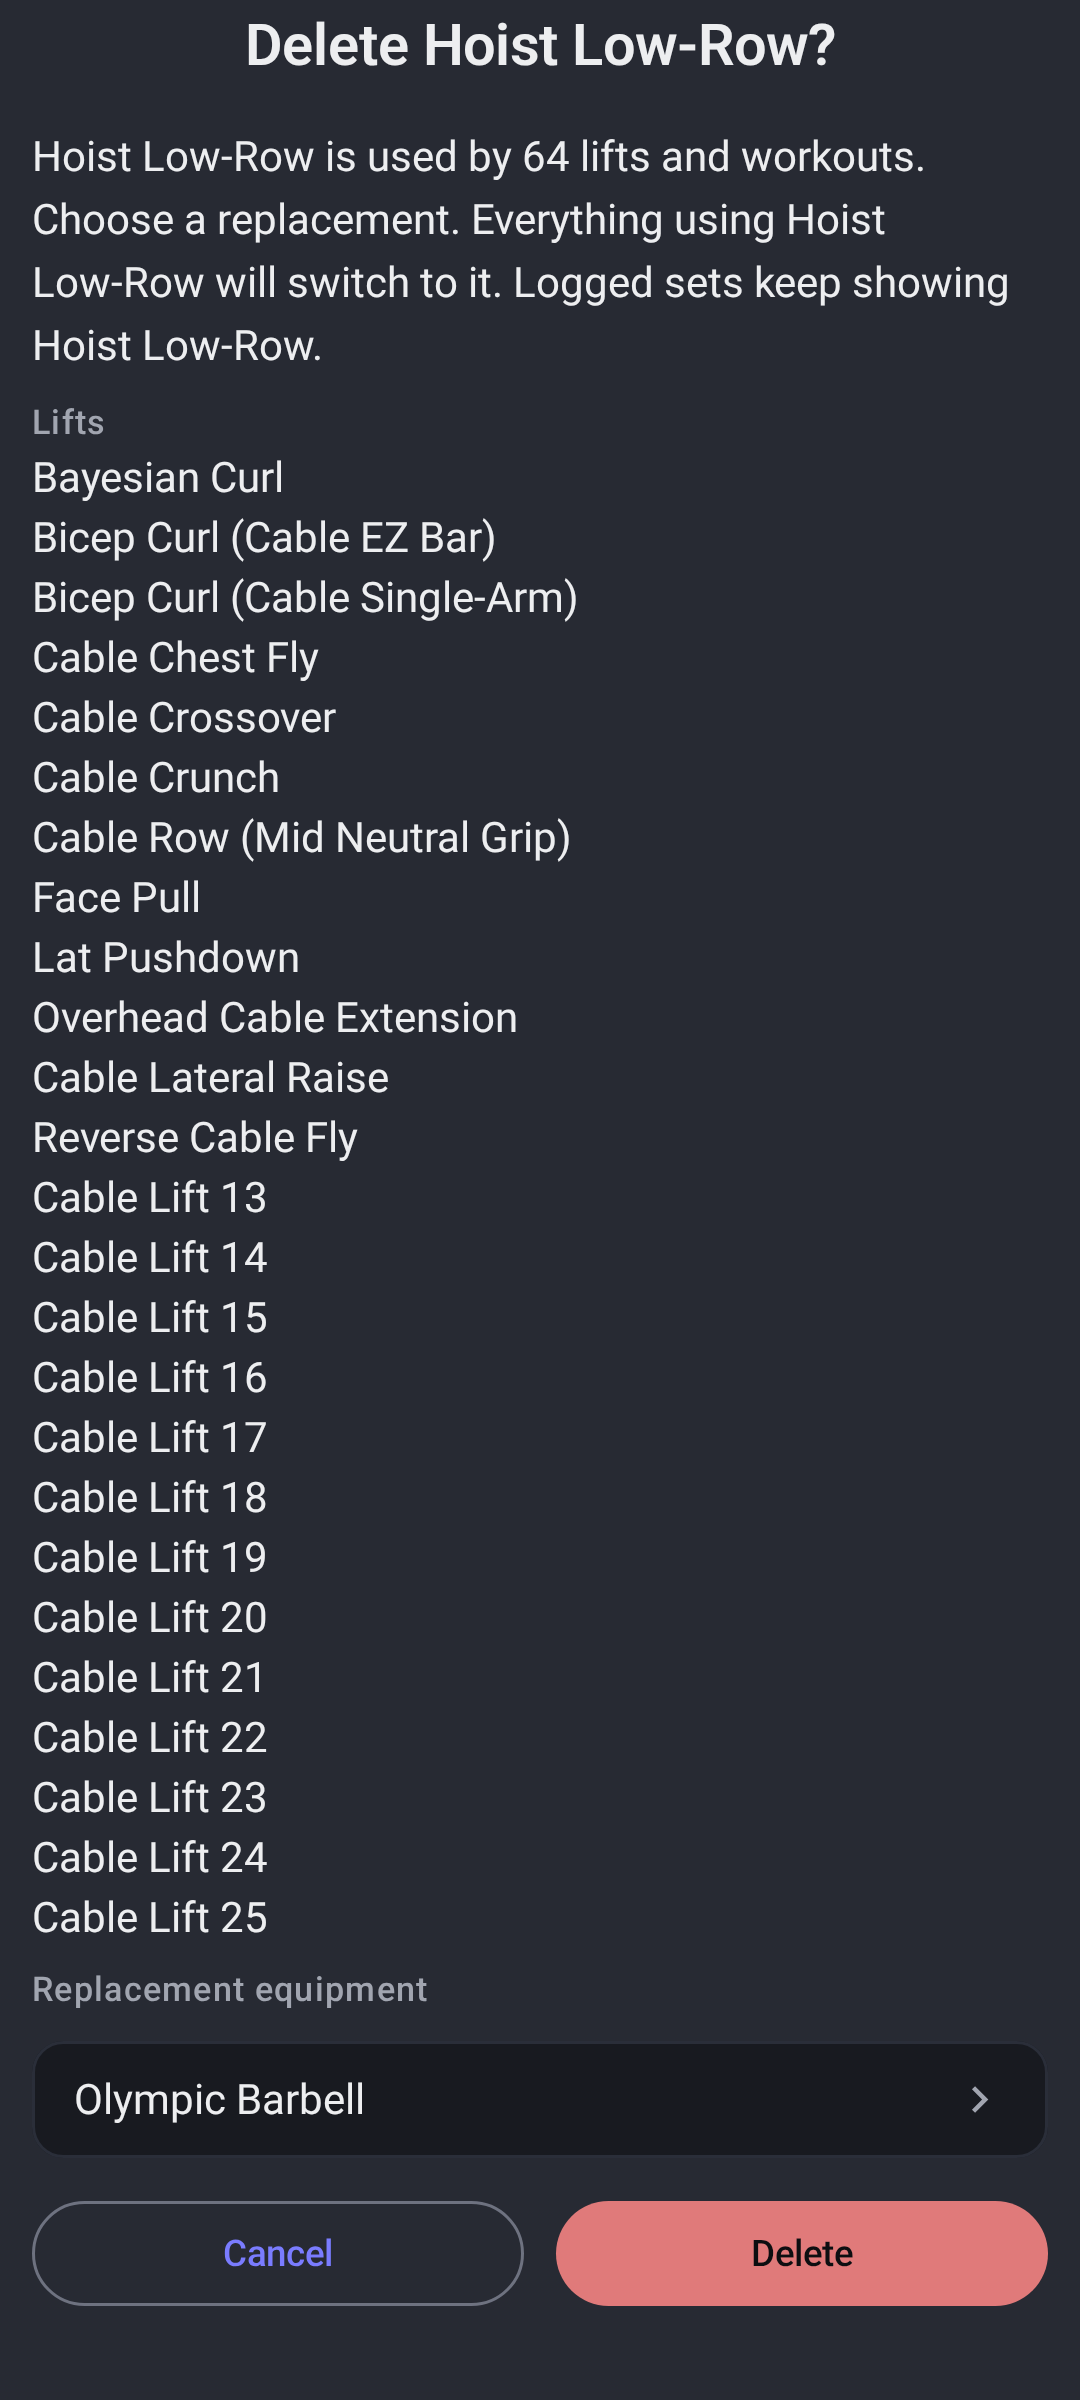 Delete Hoist Low-Row?
Hoist Low-Row is used by 64 lifts and workouts.
Choose a replacement. Everything using Hoist
Low-Row will switch to it. Logged sets keep showing
Hoist Low-Row.
Lifts
Bayesian Curl
Bicep Curl (Cable EZ Bar)
Bicep Curl (Cable Single-Arm)
Cable Chest Fly
Cable Crossover
Cable Crunch
Cable Row (Mid Neutral Grip)
Face Pull
Lat Pushdown
Overhead Cable Extension
Cable Lateral Raise
Reverse Cable Fly
Cable Lift 13
Cable Lift 14
Cable Lift 15
Cable Lift 16
Cable Lift 17
Cable Lift 18
Cable Lift 19
Cable Lift 20
Cable Lift 21
Cable Lift 22
Cable Lift 23
Cable Lift 24
Cable Lift 25
Replacement equipment
Olympic Barbell
Cancel
Delete